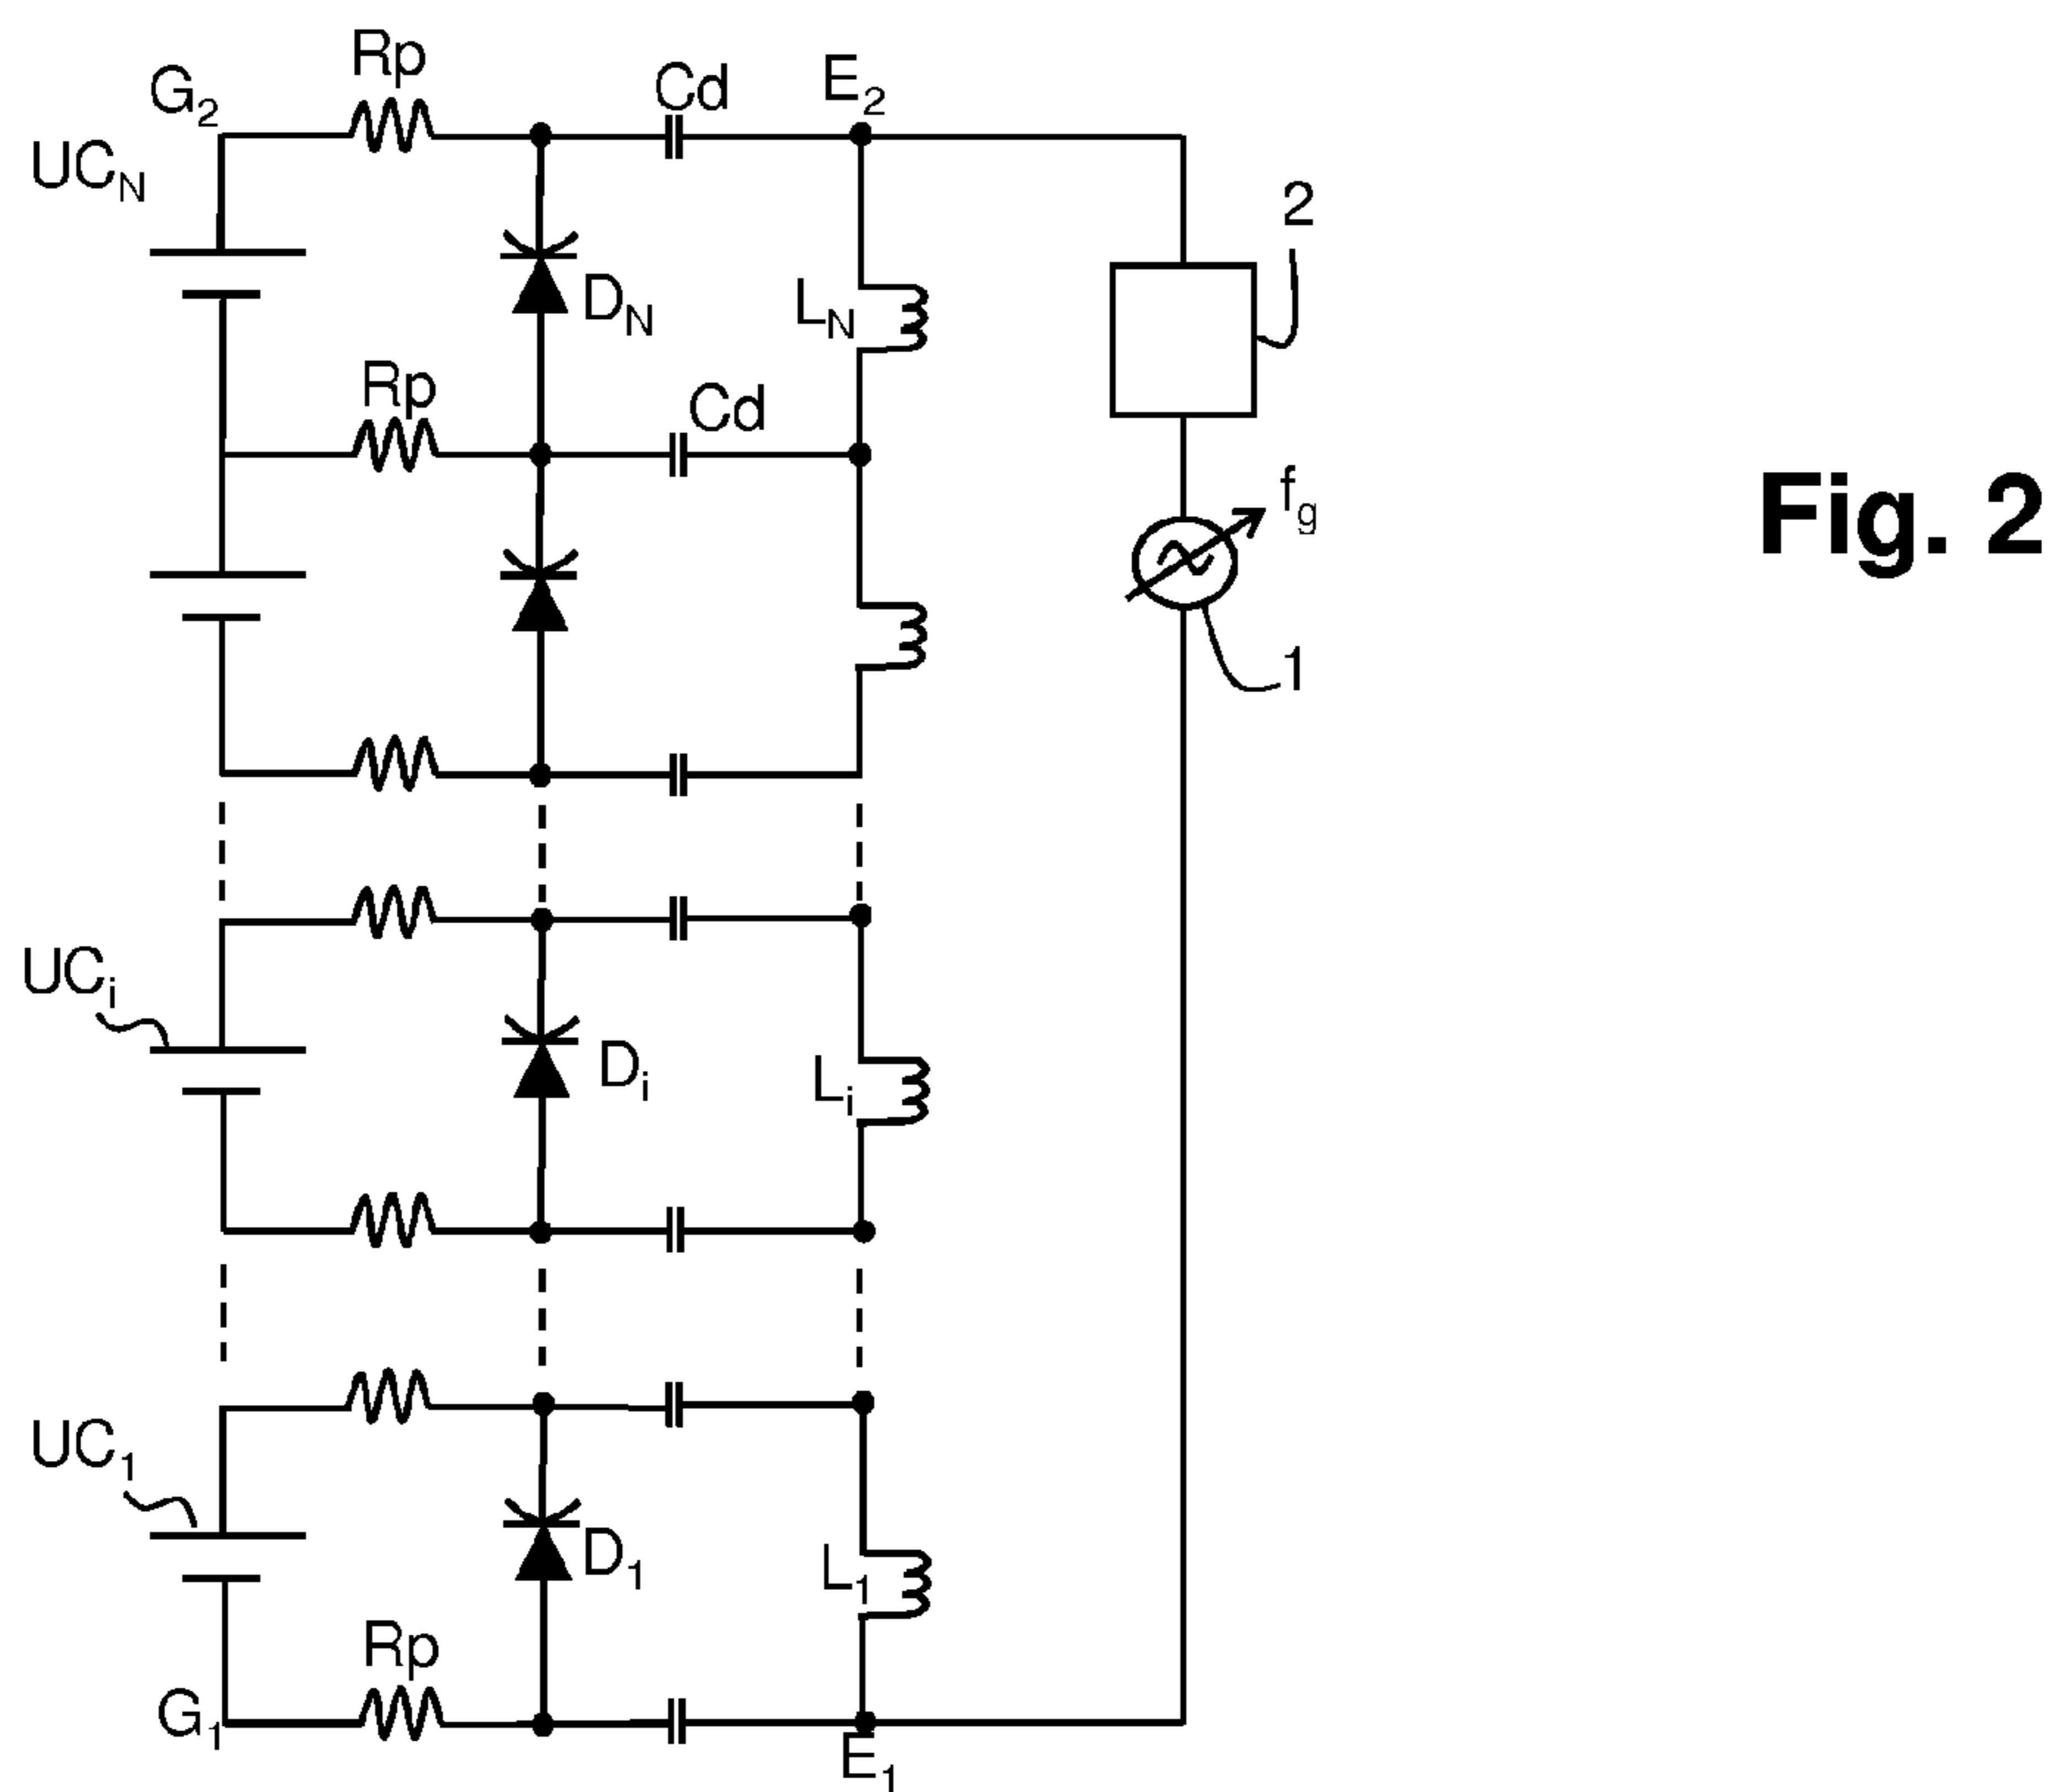 Rp
G2
Cd
E2
UCN
2
DN
LN
Rp
Cd
fg
Fig. 2
1
UCi
Di
Li
UC1
D1
L1
Rp
G1
E1